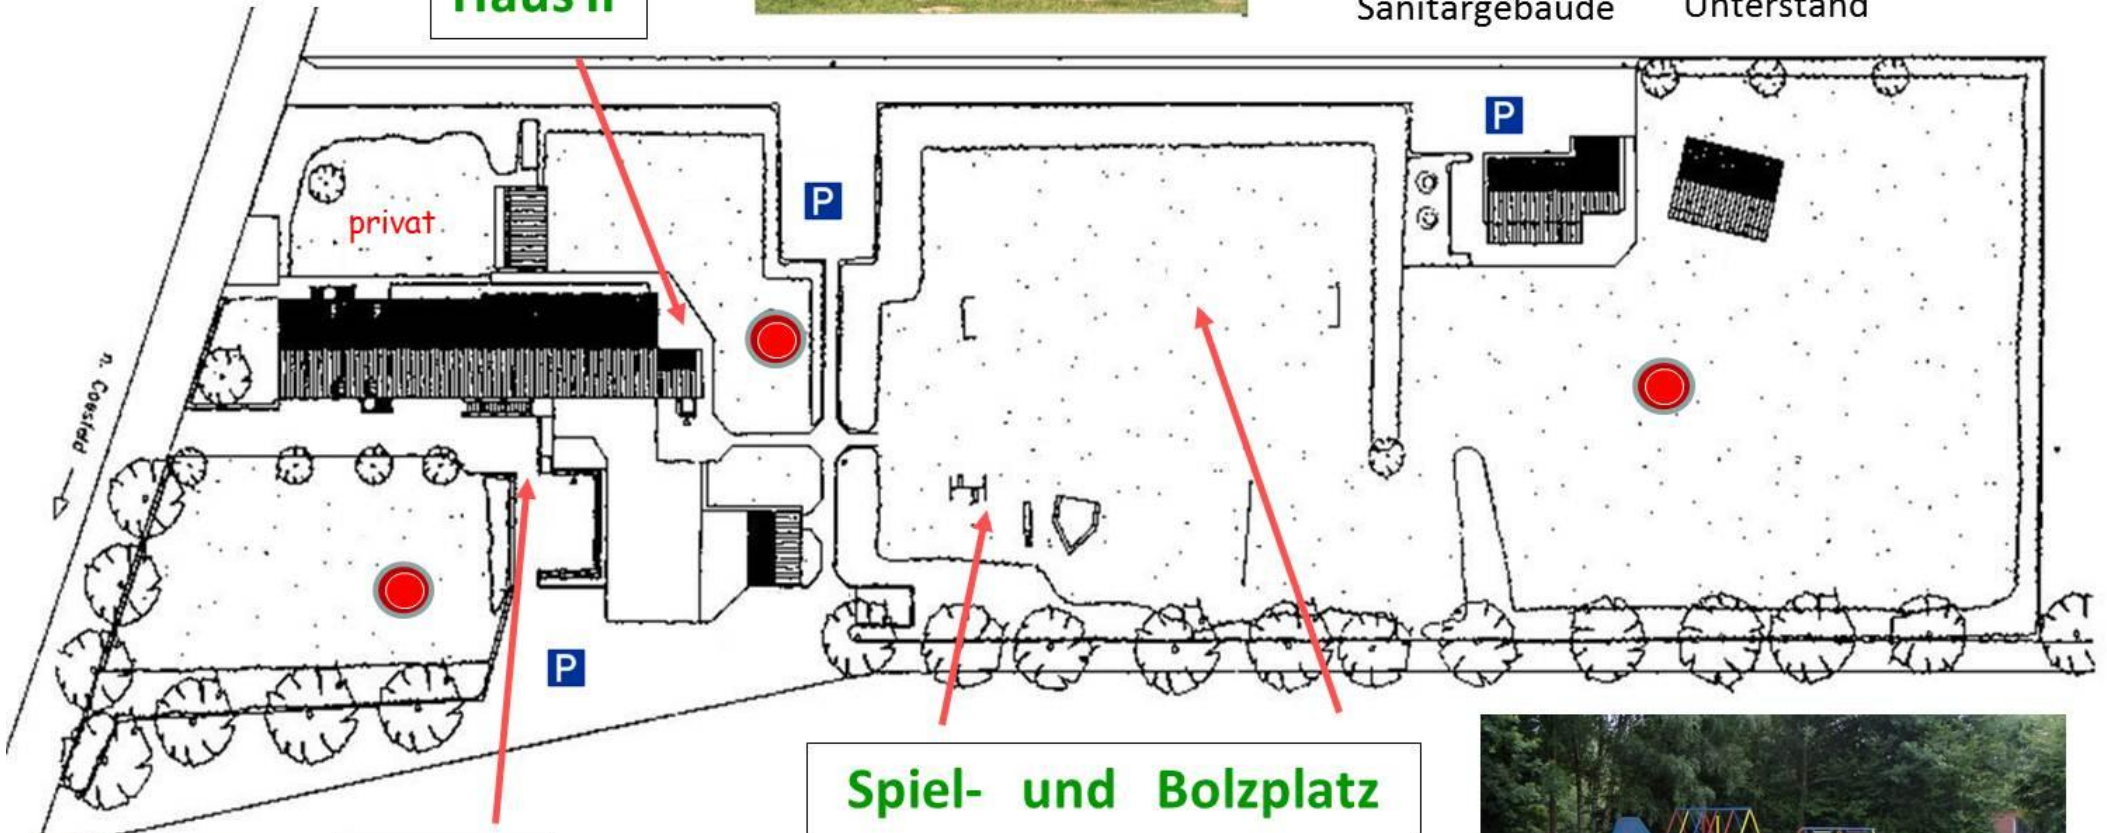 Haus II
Sanitärgebäude Unterstand
P
P
privat
n. Coesfeld
P
Spiel- und Bolzplatz